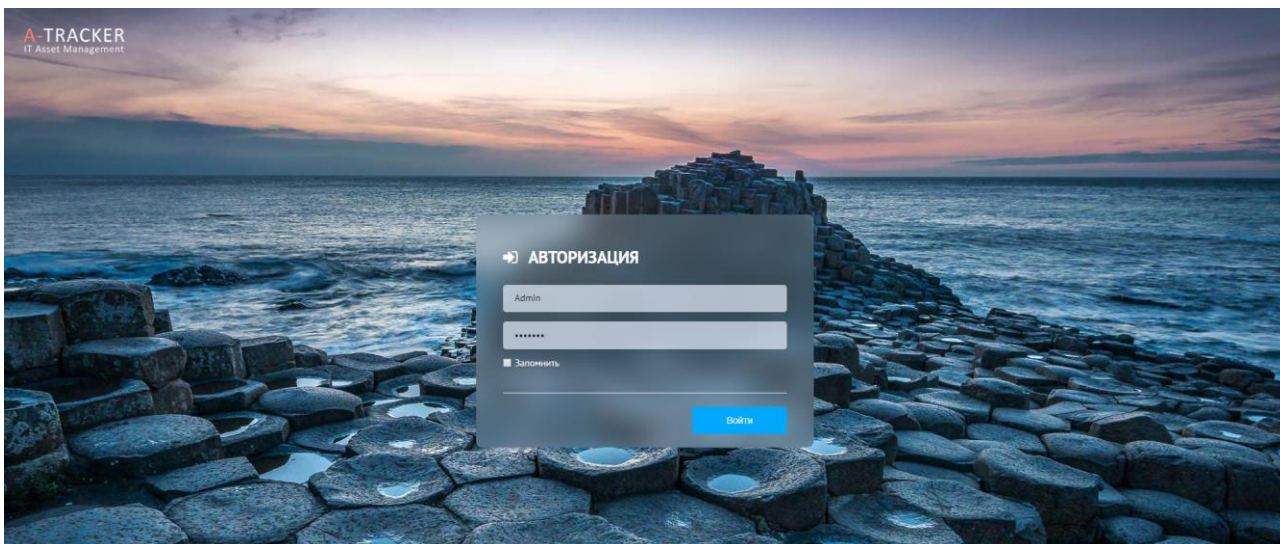 A-TRACKER
IT Asset Management
АВТОРИЗАЦИЯ
Admin
•••••••
Запомнить
Войти